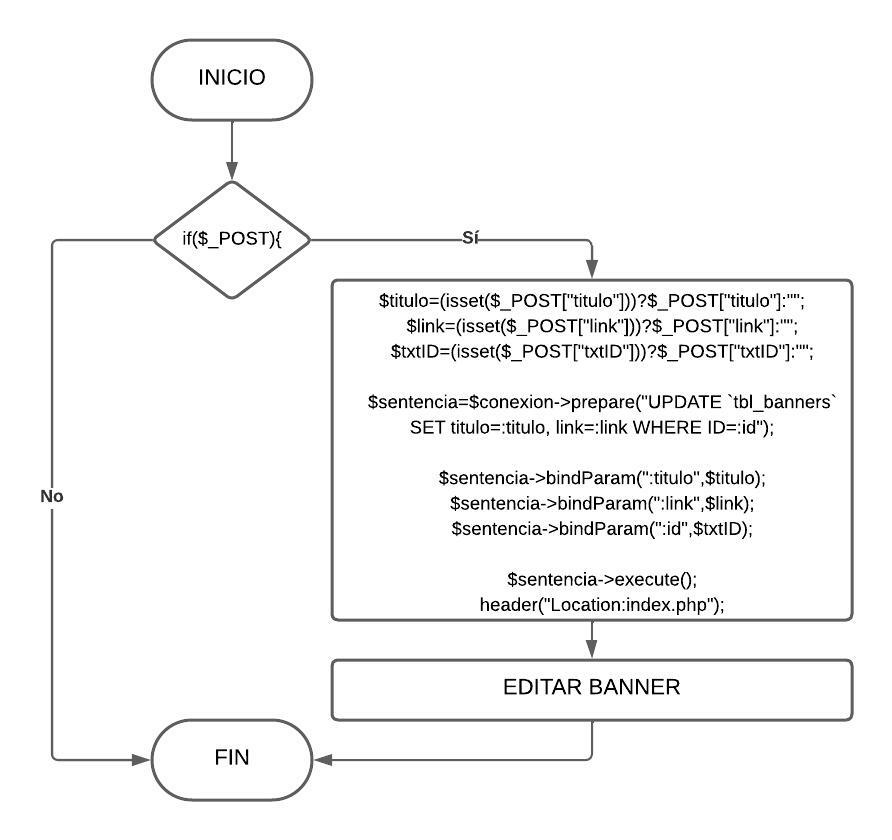 INICIO
if($_POST){
Sí
$titulo=(isset($_POST["titulo"]))?$_POST["titulo"]:"";
$link=(isset($_POST["link"]))?$_POST["link"]:"";
$txtID=(isset($_POST["txtID"]))?$_POST["txtID"]:"";
$sentencia=$conexion->prepare("UPDATE `tbl_banners`
SET titulo=:titulo, link=:link WHERE ID=:id");
$sentencia->bindParam(":titulo",$titulo);
$sentencia->bindParam(":link",$link);
$sentencia->bindParam(":id",$txtID);
$sentencia->execute();
header("Location:index.php");
No
EDITAR BANNER
FIN